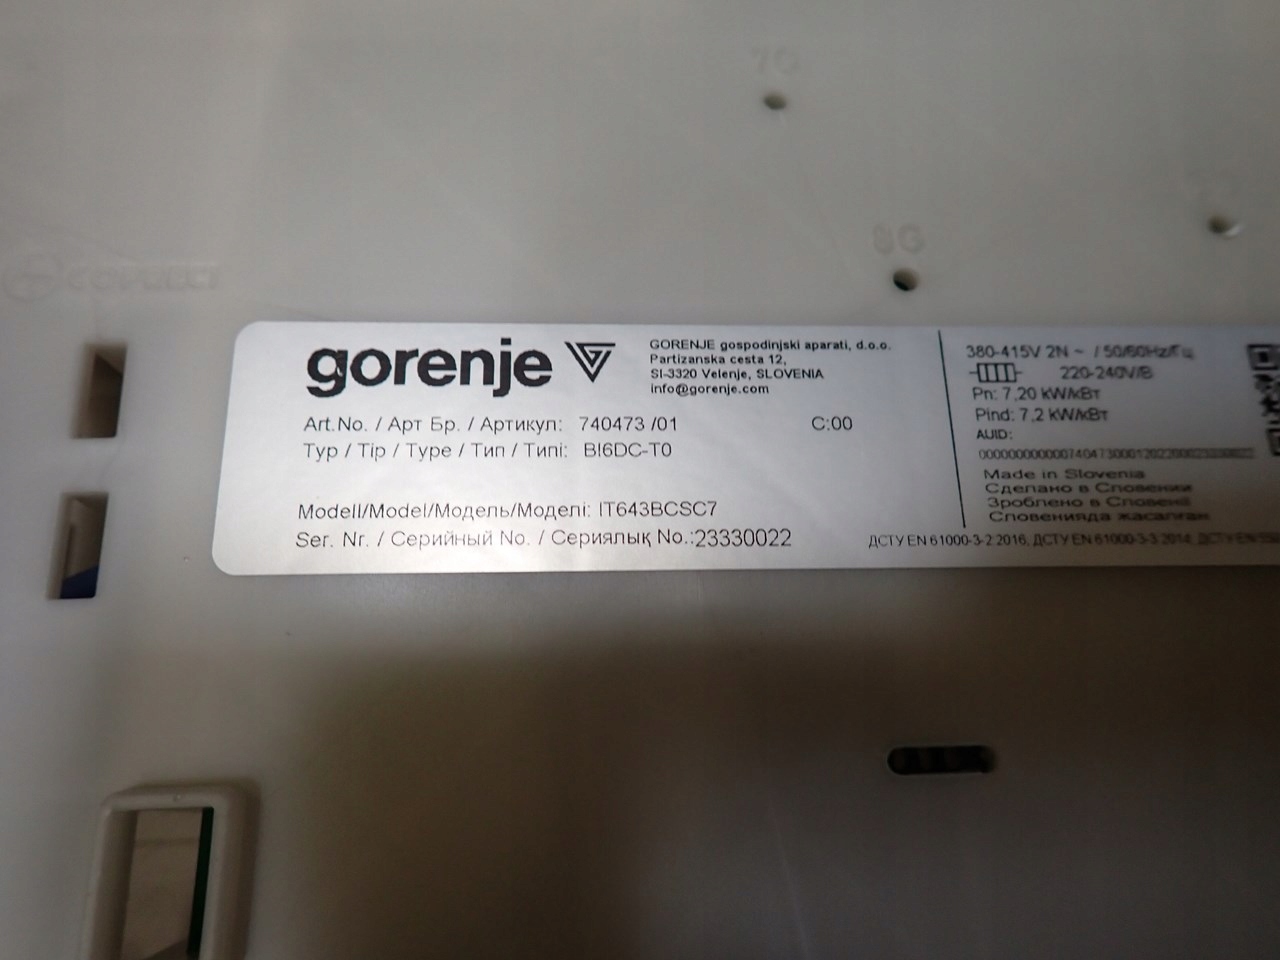 7G
8G
gorenje
GORENJE gospodinjski aparati, d.o.o.
Partizanska cesta 12,
SI-3320 Velenje, SLOVENIA
info@gorenje.com
Art.No. / Арт Бр. / Артикул: 740473 /01
C:00
Typ / Tip / Type / Тип / Типі: BI6DC-T0
Modell/Model/Модель/Моделі: IT643BCSC7
Ser. Nr. / Серийный No. / Сериялық No.:23330022
380-415V 2N ~ / 50/60Hz/Гц
220-240V/В
Pn: 7,20 kW/кВт
Pind: 7,2 kW/кВт
AUID:
Made in Slovenia
Сделано в Словении
Зроблено в Словенії
Словенияда жасалған
ДСТУ EN 61000-3-2:2016, ДСТУ EN 61000-3-3:2014, ДСТУ EN